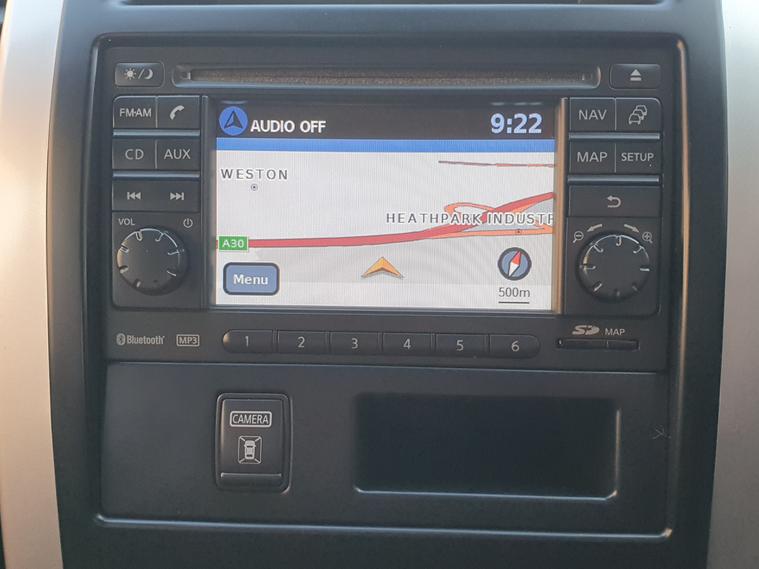 FM•AM
CD
AUX
VOL
AUDIO OFF
9:22
WESTON
HEATHPARK INDUSTR
A30
Menu
500m
NAV
MAP
SETUP
Bluetooth
MP3
1 2 3 4 5 6
SD MAP
CAMERA